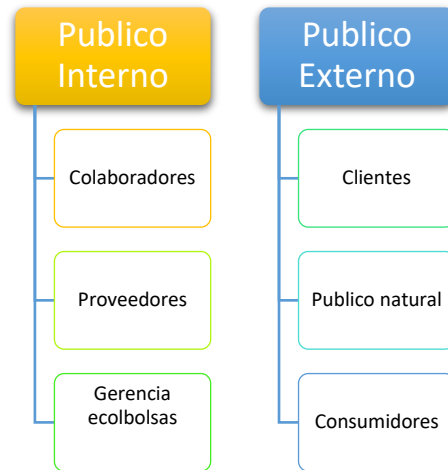 Publico
Interno
Colaboradores
Proveedores
Gerencia
ecolbolsas
Publico
Externo
Clientes
Publico natural
Consumidores